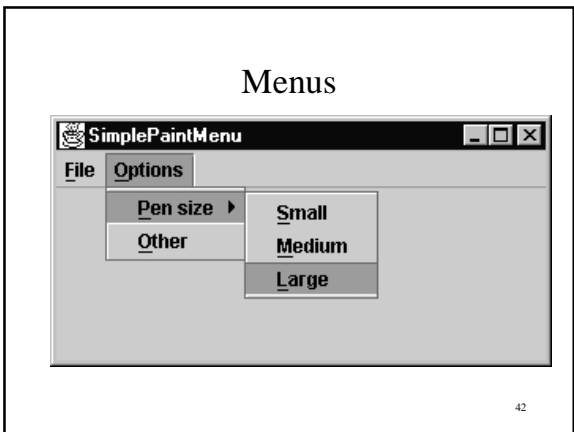 Menus
SimplePaintMenu
File Options
Pen size
Other
Small
Medium
Large
42